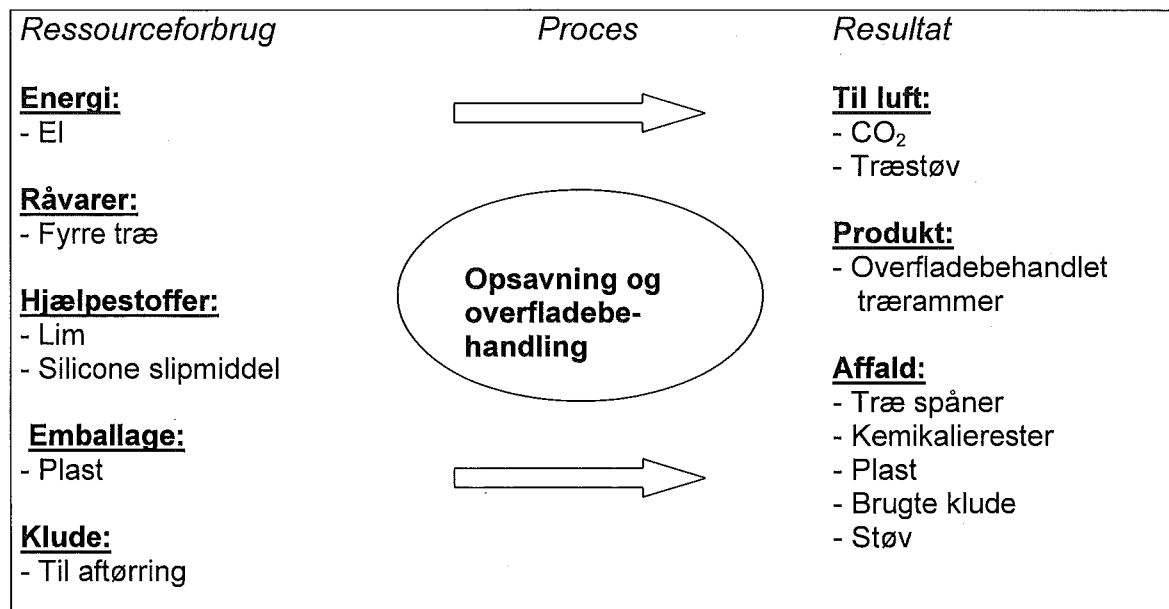 Ressourceforbrug
Energi:
- El
Råvarer:
- Fyrre træ
Hjælpestoffer:
- Lim
- Silicone slipmiddel
Emballage:
- Plast
Klude:
- Til aftørring
Proces
Opsavning og
overfladebe-
handling
Resultat
Til luft:
- CO₂
- Træstøv
Produkt:
- Overfladebehandlet
trærammer
Affald:
- Træ spåner
- Kemikalierester
- Plast
- Brugte klude
- Støv